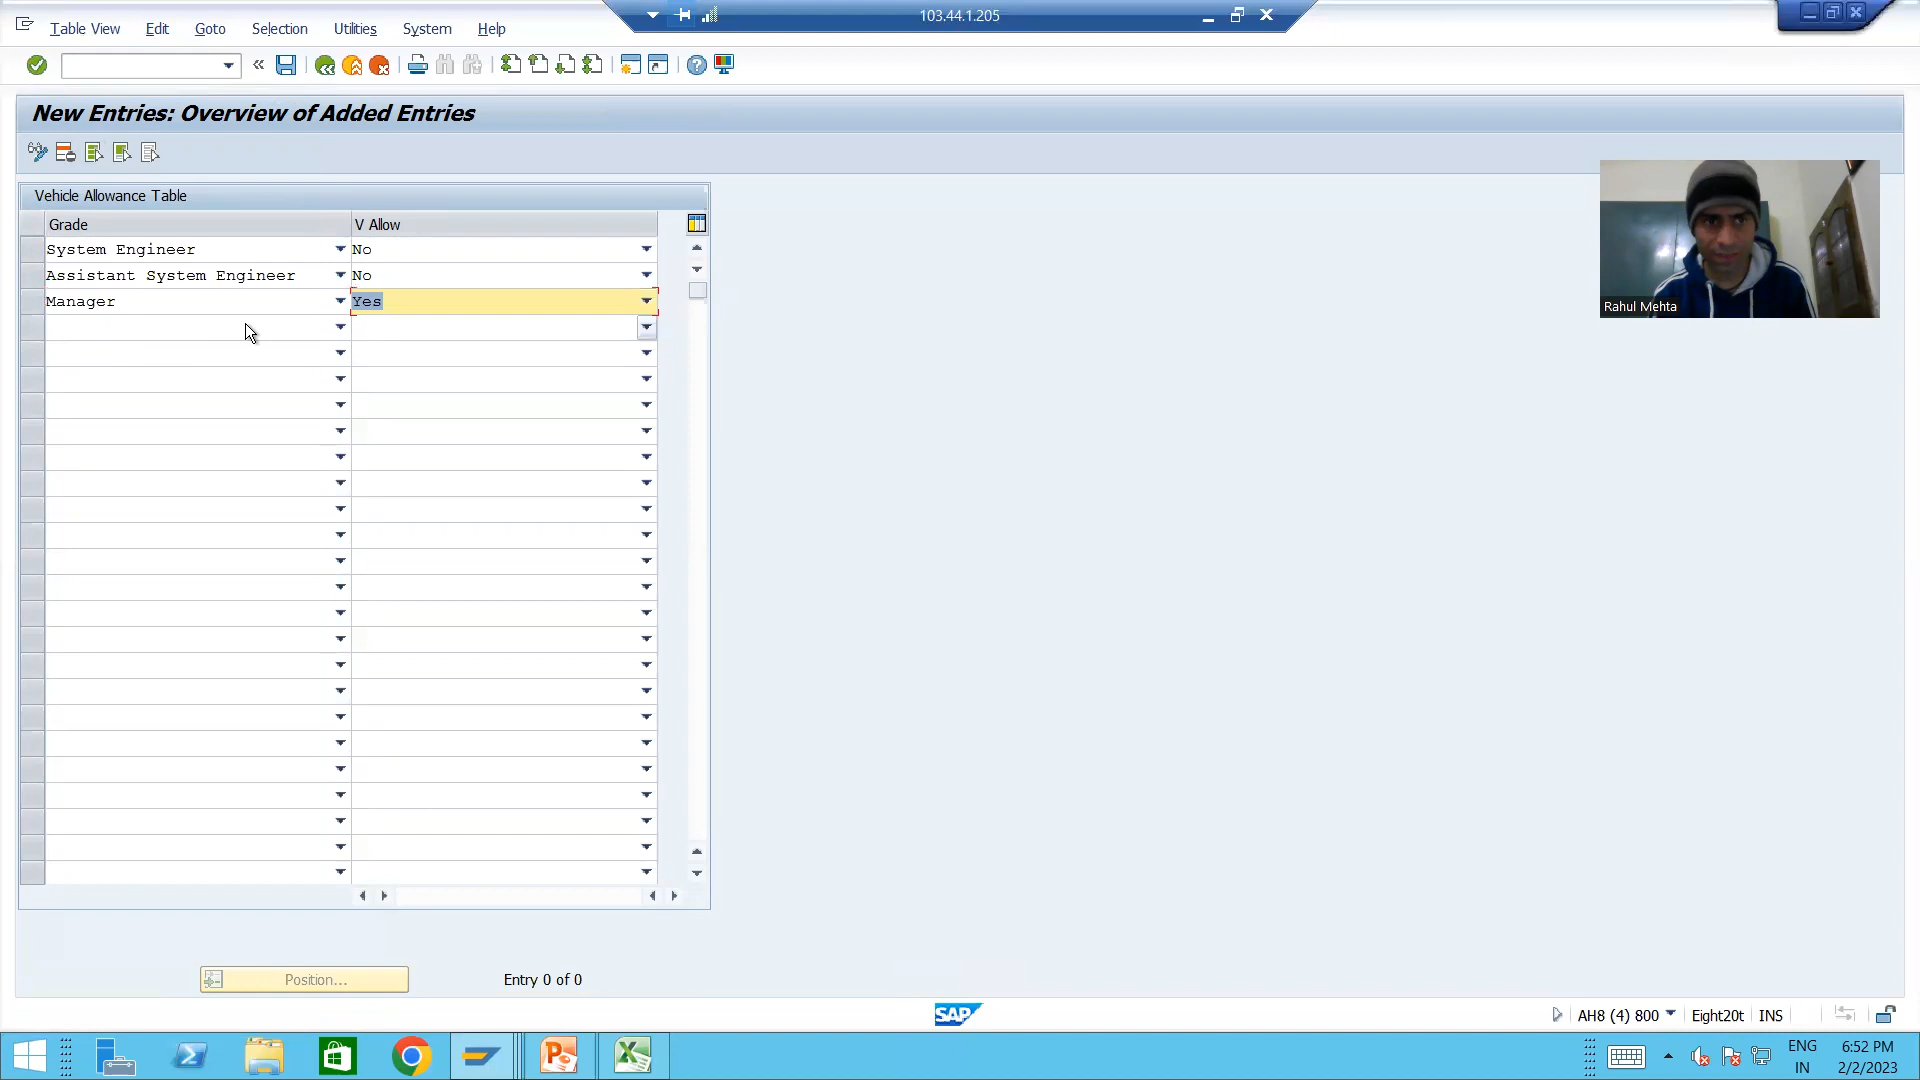 103.44.1.205
Table View Edit Goto Selection Utilities System Help
New Entries: Overview of Added Entries
Vehicle Allowance Table
Grade V Allow
System Engineer No
Assistant System Engineer No
Manager Yes
Rahul Mehta
Position... Entry 0 of 0
SAP
AH8 (4) 800 Eight20t INS
ENG 6:52 PM
IN 2/2/2023